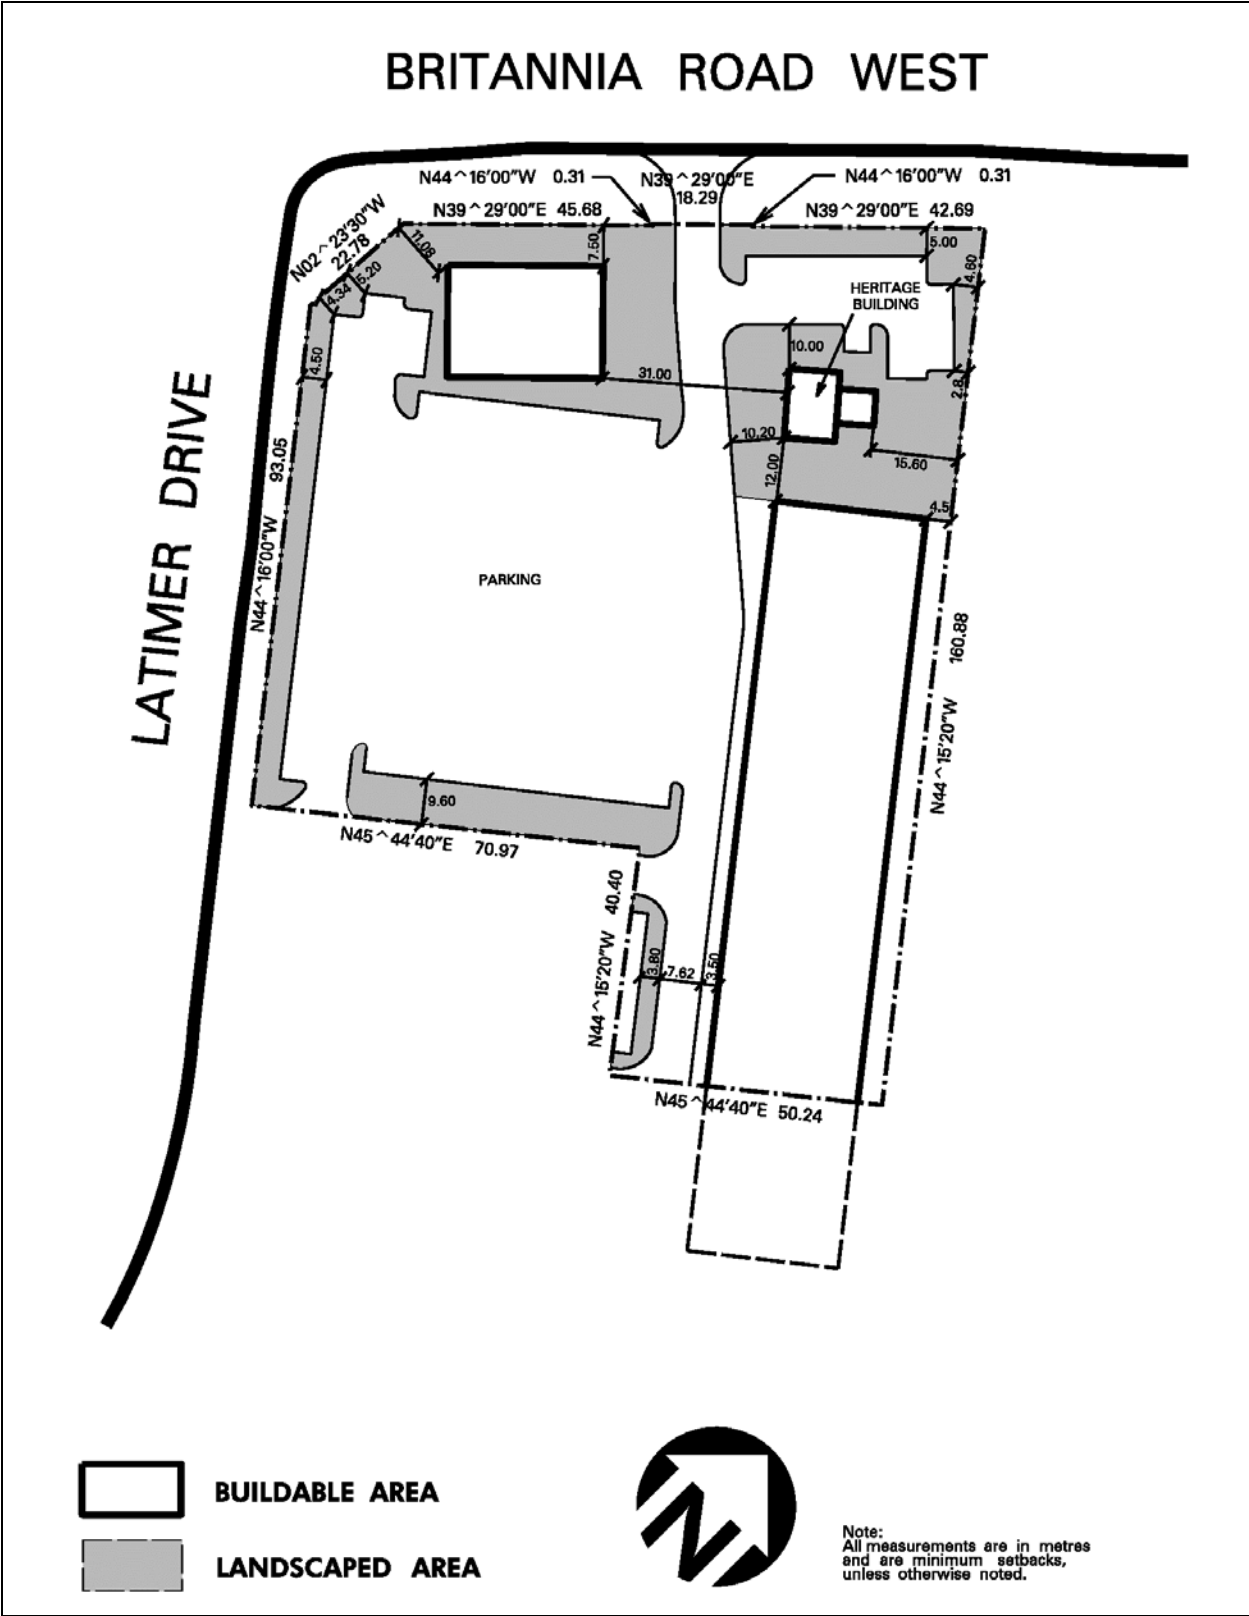 BRITANNIA ROAD WEST
N44^16'00"W 0.31
N39^29'00"E
18.29
N44^16'00"W 0.31
N39^29'00"E 45.68
N39^29'00"E 42.69
N02^23'30"W
22.78
11.08
7.50
5.00
4.60
5.20
4.34
HERITAGE
BUILDING
4.50
10.00
31.00
2.8
LATIMER DRIVE
93.05
N44^16'00"W
10.20
15.60
12.00
4.5
PARKING
160.88
N44^15'20"W
9.60
N45^44'40"E 70.97
40.40
N44^15'20"W
3.80
7.62
3.50
N45^44'40"E 50.24
BUILDABLE AREA
LANDSCAPED AREA
N
Note:
All measurements are in metres
and are minimum setbacks,
unless otherwise noted.